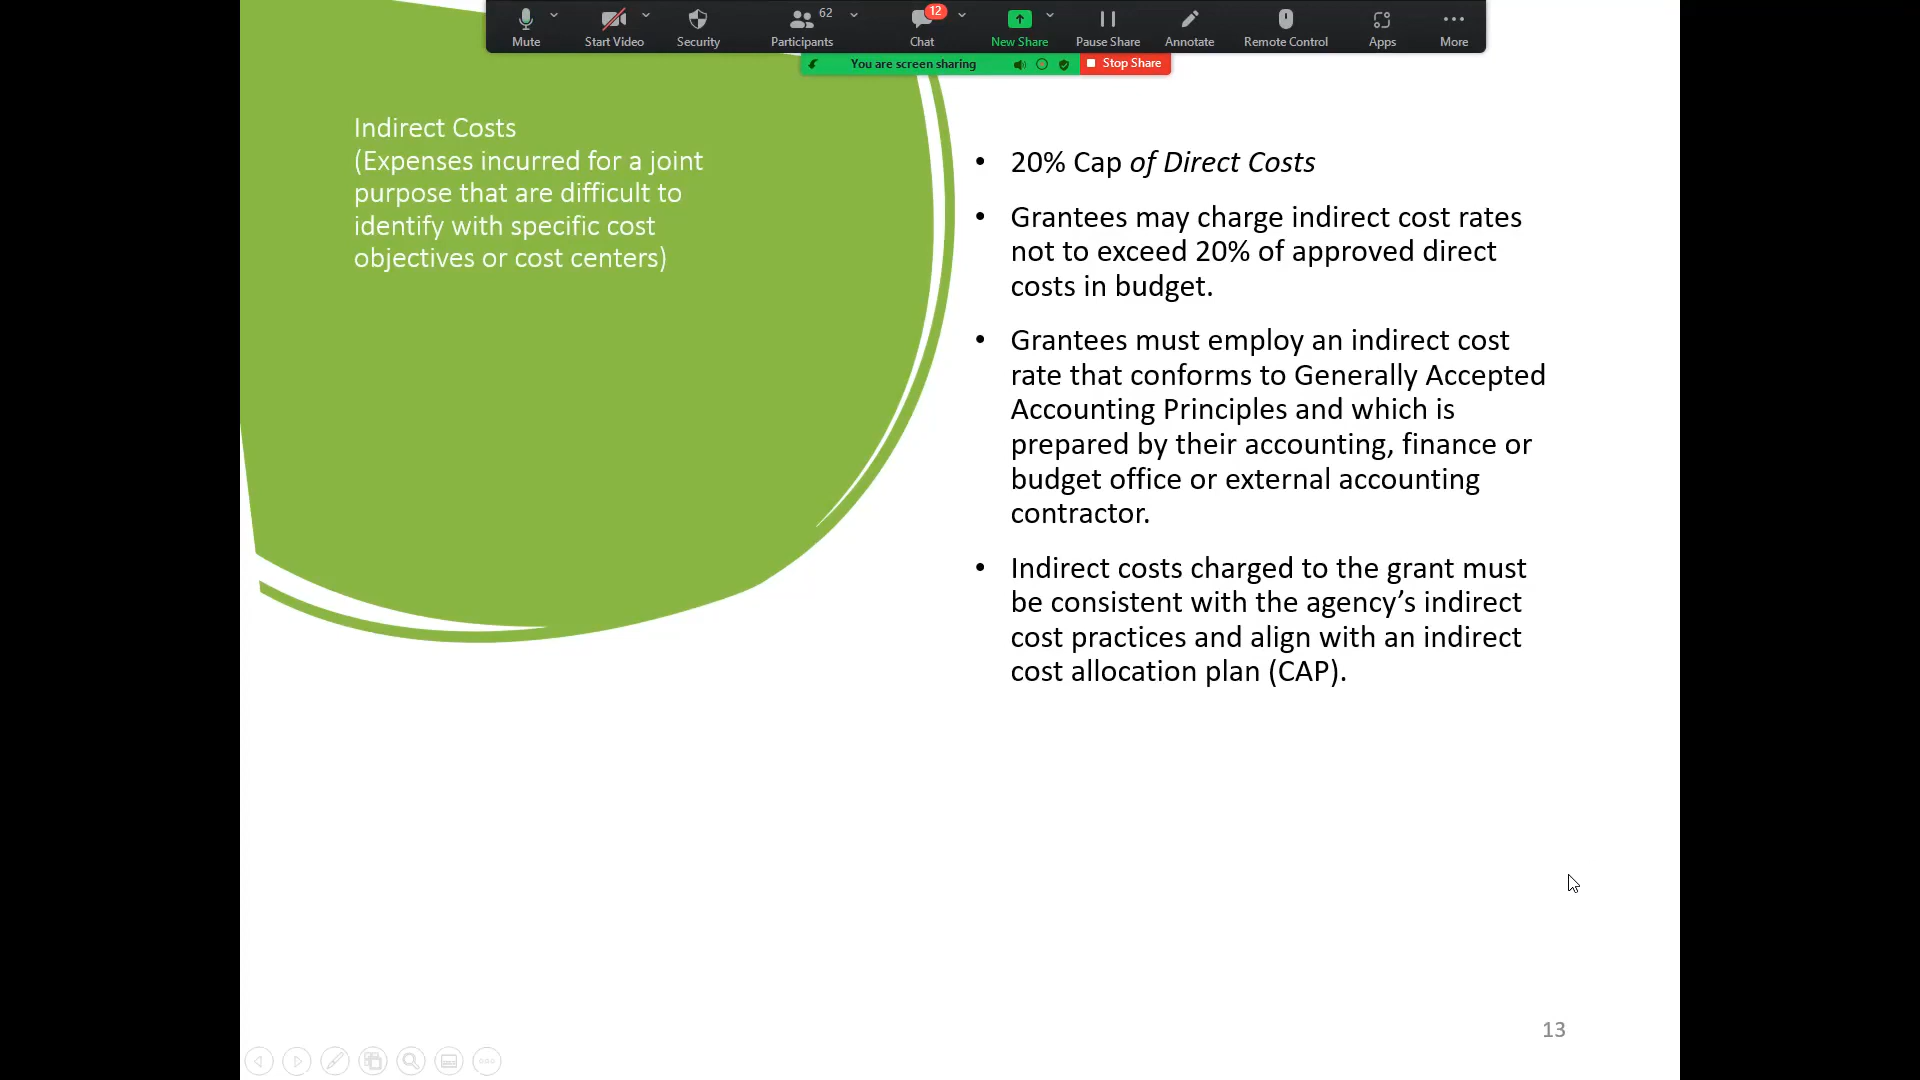 62
12
Mute
Start Video
Security
Participants
Chat
New Share
Pause Share
Annotate
Remote Control
Apps
More
You are screen sharing
Stop Share
Indirect Costs
(Expenses incurred for a joint
purpose that are difficult to
identify with specific cost
objectives or cost centers)
• 20% Cap of Direct Costs
• Grantees may charge indirect cost rates
not to exceed 20% of approved direct
costs in budget.
• Grantees must employ an indirect cost
rate that conforms to Generally Accepted
Accounting Principles and which is
prepared by their accounting, finance or
budget office or external accounting
contractor.
• Indirect costs charged to the grant must
be consistent with the agency’s indirect
cost practices and align with an indirect
cost allocation plan (CAP).
13